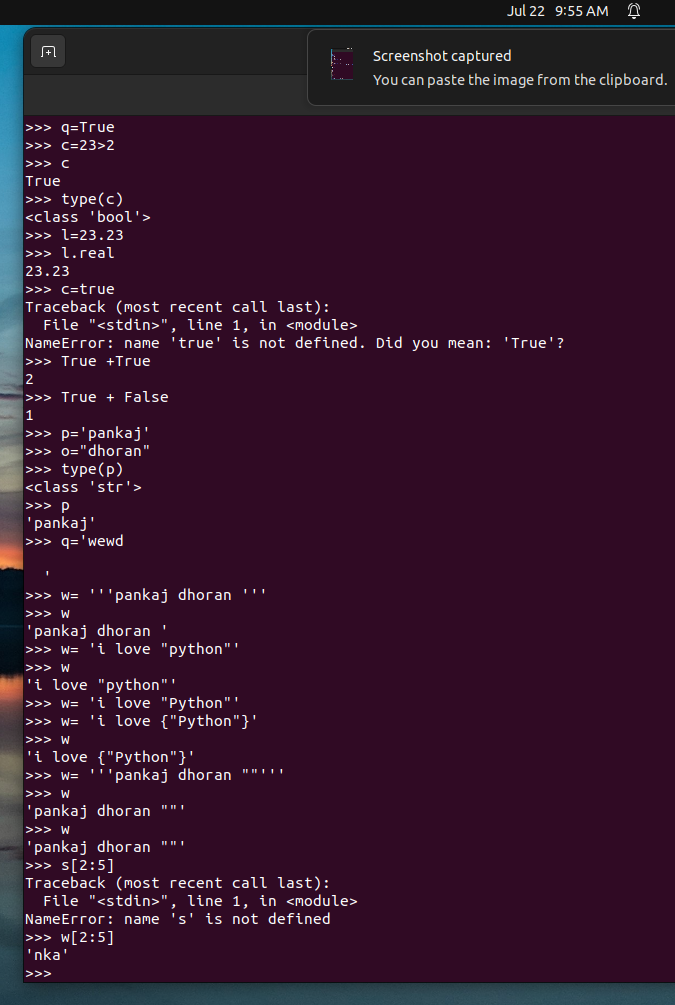 Jul 22 9:55 AM
Screenshot captured
You can paste the image from the clipboard.
>>> q=True
>>> c=23>2
>>> c
True
>>> type(c)
<class 'bool'>
>>> l=23.23
>>> l.real
23.23
>>> c=true
Traceback (most recent call last):
  File "<stdin>", line 1, in <module>
NameError: name 'true' is not defined. Did you mean: 'True'?
>>> True +True
2
>>> True + False
1
>>> p='pankaj'
>>> o="dhoran"
>>> type(p)
<class 'str'>
>>> p
'pankaj'
>>> q='wewd
  '
>>> w= '''pankaj dhoran '''
>>> w
'pankaj dhoran '
>>> w= 'i love "python"'
>>> w
'i love "python"'
>>> w= 'i love "Python"'
>>> w= 'i love {"Python"}'
>>> w
'i love {"Python"}'
>>> w= '''pankaj dhoran ""'''
>>> w
'pankaj dhoran ""'
>>> w
'pankaj dhoran ""'
>>> s[2:5]
Traceback (most recent call last):
  File "<stdin>", line 1, in <module>
NameError: name 's' is not defined
>>> w[2:5]
'nka'
>>>